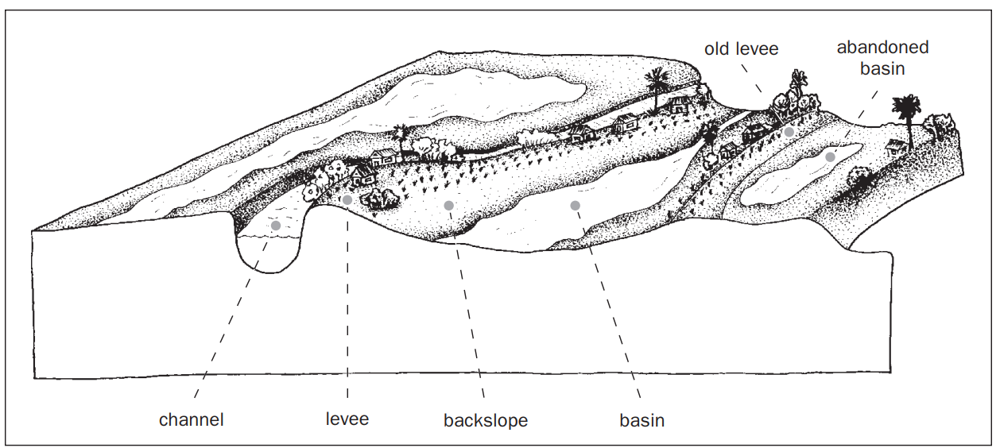 old levee
abandoned
basin
channel
levee
backslope
basin